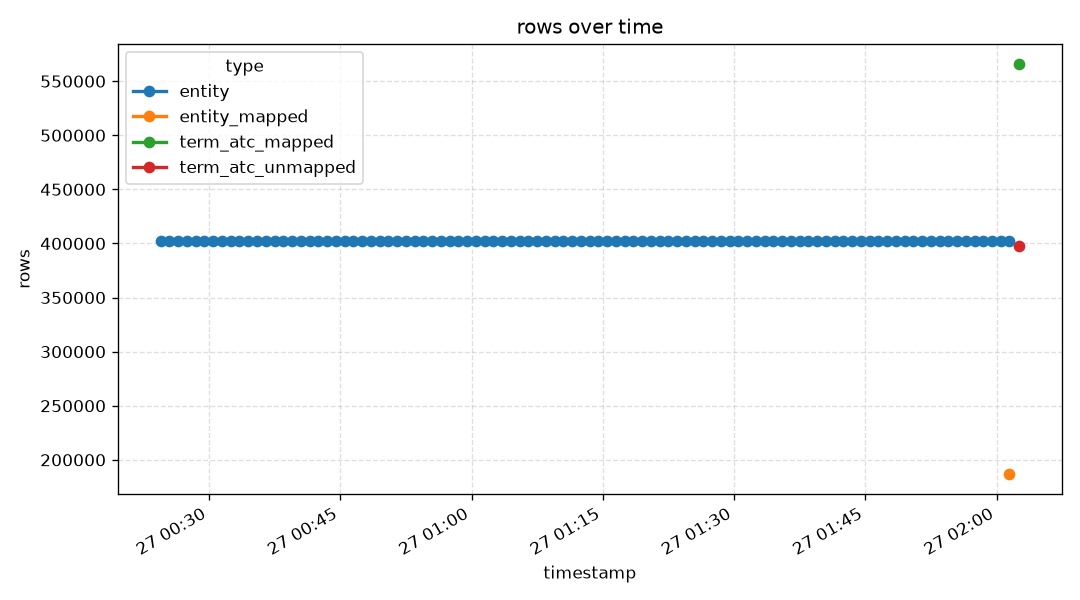 rows over time
type
entity
entity_mapped
term_atc_mapped
term_atc_unmapped
rows
550000
500000
450000
400000
350000
300000
250000
200000
27 00:30
27 00:45
27 01:00
27 01:15
27 01:30
27 01:45
27 02:00
timestamp